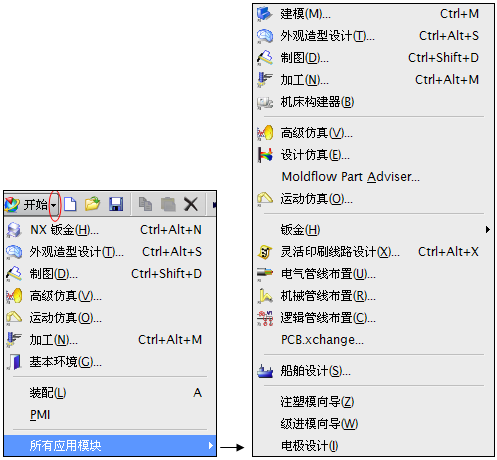 开始
NX 钣金(H)... Ctrl+Alt+N
外观造型设计(T)... Ctrl+Alt+S
制图(D)... Ctrl+Shift+D
高级仿真(V)...
运动仿真(O)...
加工(N)... Ctrl+Alt+M
基本环境(G)...
装配(L) A
PMI
所有应用模块
建模(M)... Ctrl+M
外观造型设计(T)... Ctrl+Alt+S
制图(D)... Ctrl+Shift+D
加工(N)... Ctrl+Alt+M
机床构建器(B)
高级仿真(V)...
设计仿真(E)...
Moldflow Part Adviser...
运动仿真(O)...
钣金(H)
灵活印刷线路设计(X)... Ctrl+Alt+X
电气管线布置(U)...
机械管线布置(R)...
逻辑管线布置(C)...
PCB.xchange...
船舶设计(S)...
注塑模向导(Z)
级进模向导(W)
电极设计(I)